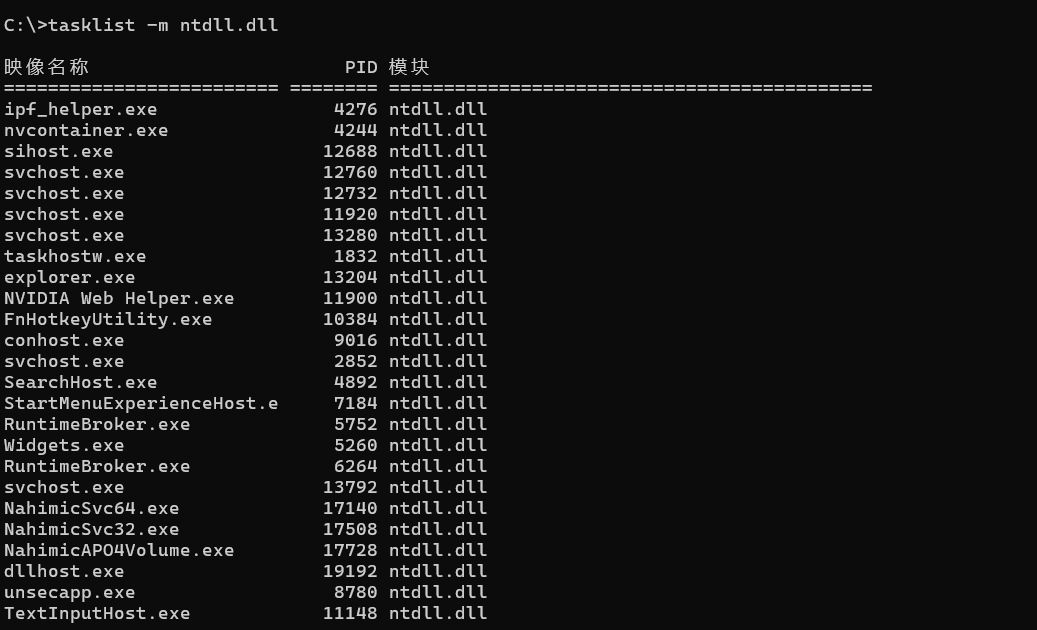 C:\>tasklist -m ntdll.dll
映像名称 PID 模块
========================= ======== ============================================
ipf_helper.exe 4276 ntdll.dll
nvcontainer.exe 4244 ntdll.dll
sihost.exe 12688 ntdll.dll
svchost.exe 12760 ntdll.dll
svchost.exe 12732 ntdll.dll
svchost.exe 11920 ntdll.dll
svchost.exe 13280 ntdll.dll
taskhostw.exe 1832 ntdll.dll
explorer.exe 13204 ntdll.dll
NVIDIA Web Helper.exe 11900 ntdll.dll
FnHotkeyUtility.exe 10384 ntdll.dll
conhost.exe 9016 ntdll.dll
svchost.exe 2852 ntdll.dll
SearchHost.exe 4892 ntdll.dll
StartMenuExperienceHost.e 7184 ntdll.dll
RuntimeBroker.exe 5752 ntdll.dll
Widgets.exe 5260 ntdll.dll
RuntimeBroker.exe 6264 ntdll.dll
svchost.exe 13792 ntdll.dll
NahimicSvc64.exe 17140 ntdll.dll
NahimicSvc32.exe 17508 ntdll.dll
NahimicAPO4Volume.exe 17728 ntdll.dll
dllhost.exe 19192 ntdll.dll
unsecapp.exe 8780 ntdll.dll
TextInputHost.exe 11148 ntdll.dll